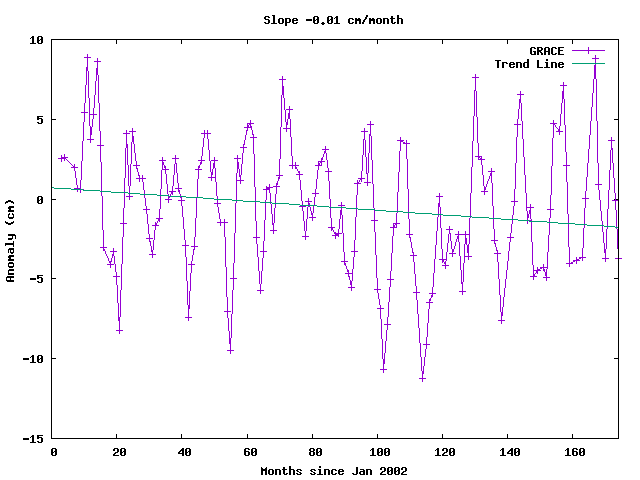 Slope -0.01 cm/month
GRACE
Trend Line
Anomaly (cm)
10
5
0
-5
-10
-15
0 20 40 60 80 100 120 140 160
Months since Jan 2002